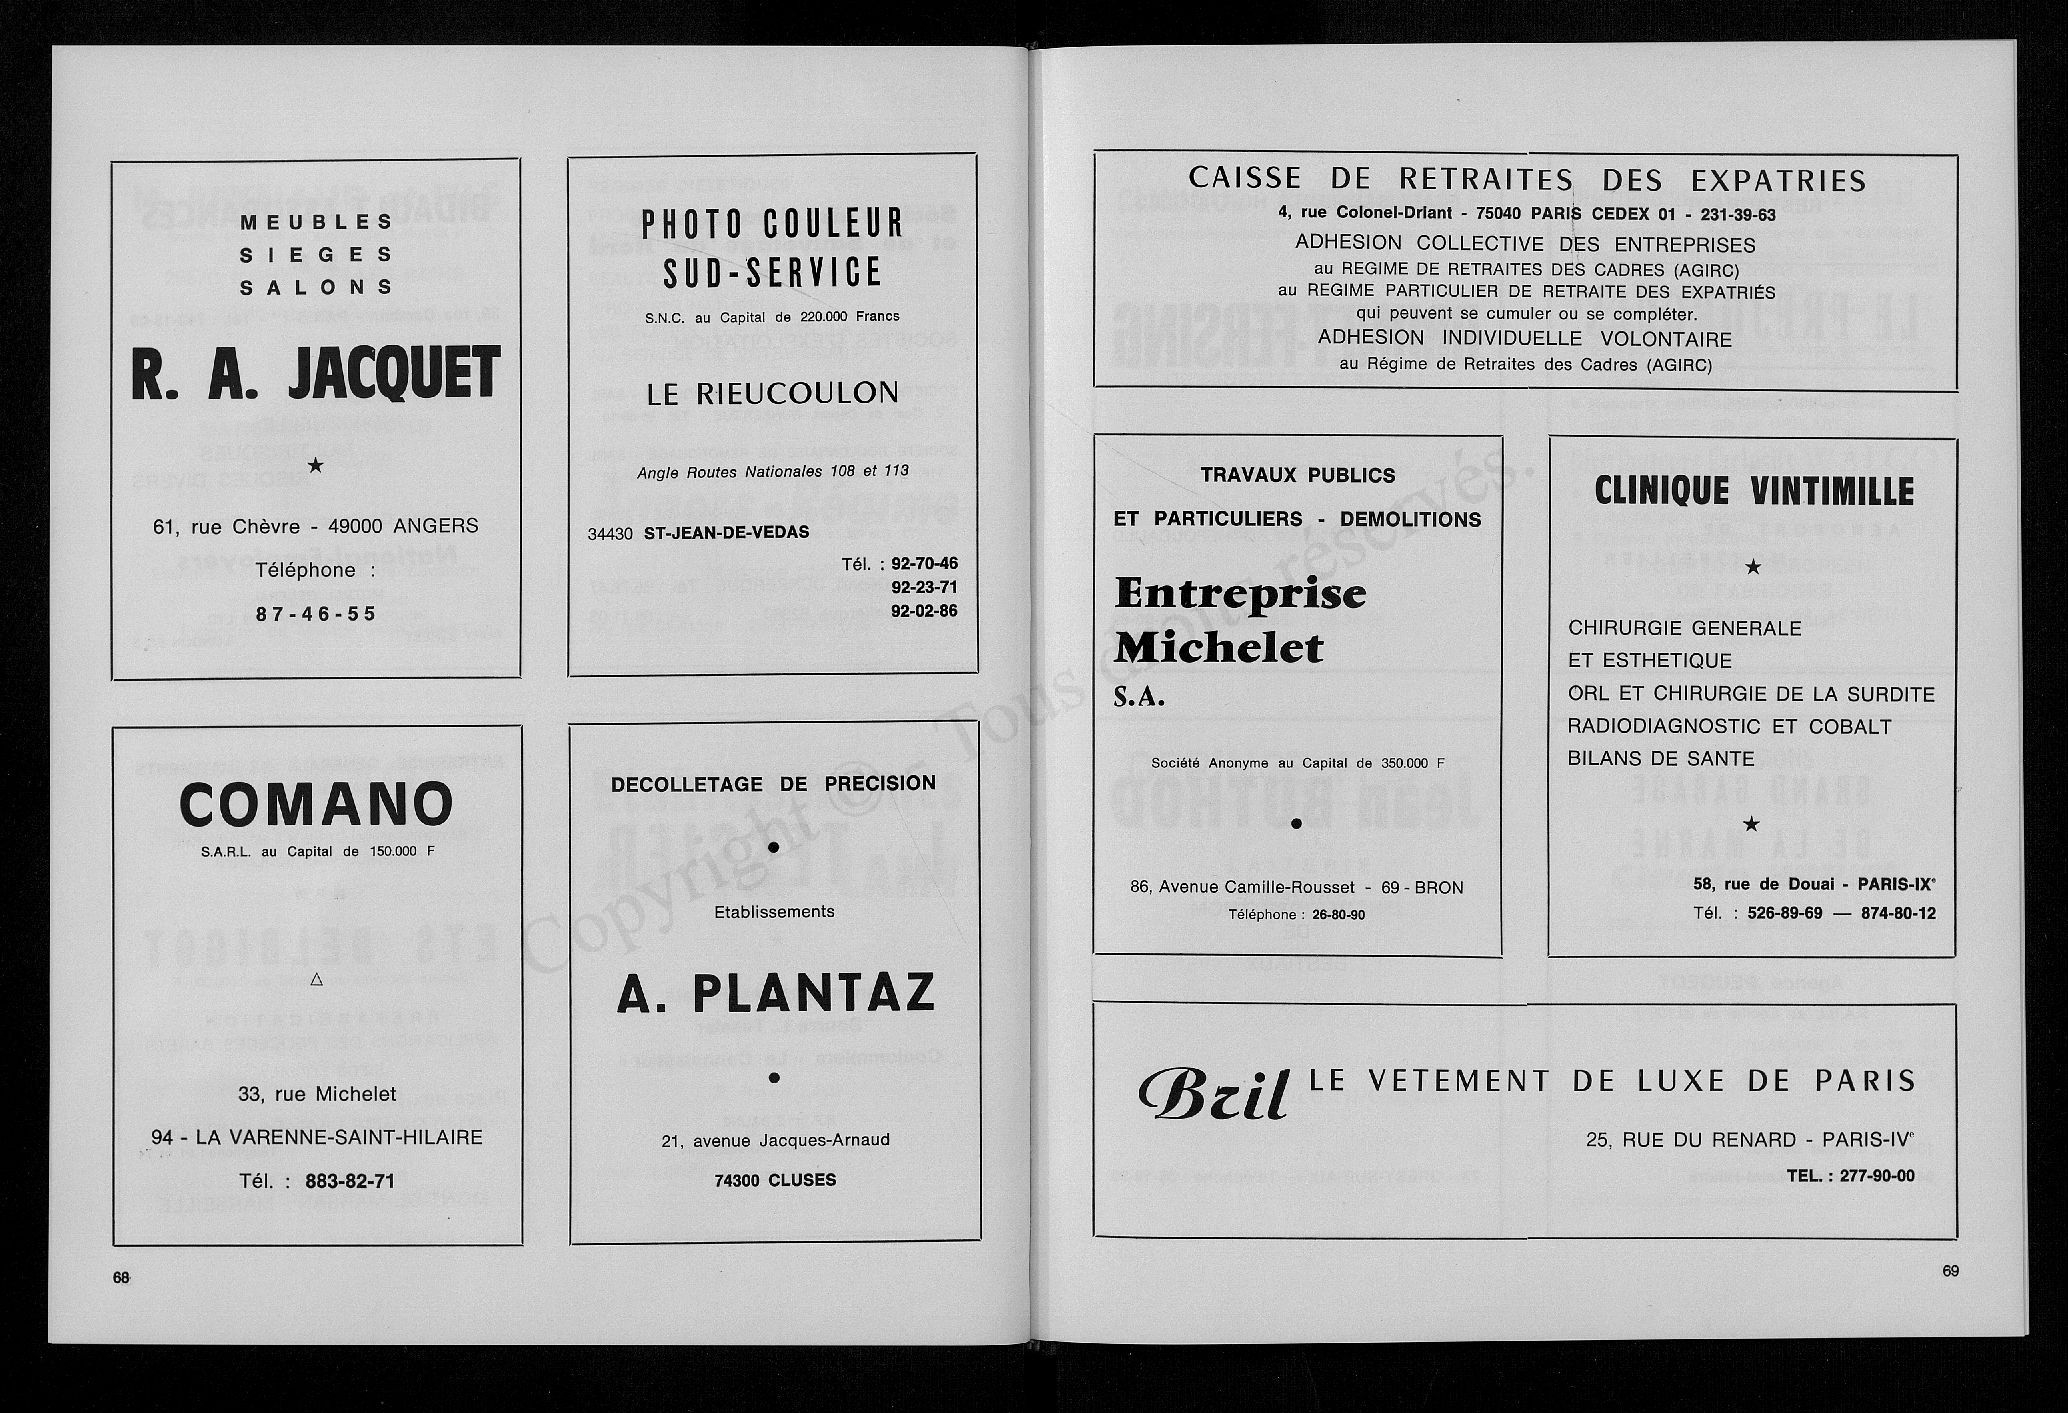 MEUBLES
SIEGES
SALONS
R. A. JACQUET
★
61, rue Chèvre - 49000 ANGERS
Téléphone :
87-46-55
PHOTO COULEUR
SUD-SERVICE
S.N.C. au Capital de 220.000 Francs
LE RIEUCOULON
Angle Routes Nationales 108 et 113
34430 ST-JEAN-DE-VEDAS
Tél. : 92-70-46
92-23-71
92-02-86
COMANO
S.A.R.L. au Capital de 150.000 F
△
33, rue Michelet
94 - LA VARENNE-SAINT-HILAIRE
Tél. : 883-82-71
DECOLLETAGE DE PRECISION
●
Etablissements
A. PLANTAZ
●
21, avenue Jacques-Arnaud
74300 CLUSES
68
CAISSE DE RETRAITES DES EXPATRIES
4, rue Colonel-Driant - 75040 PARIS CEDEX 01 - 231-39-63
ADHESION COLLECTIVE DES ENTREPRISES
au REGIME DE RETRAITES DES CADRES (AGIRC)
au REGIME PARTICULIER DE RETRAITE DES EXPATRIÉS
qui peuvent se cumuler ou se compléter.
ADHESION INDIVIDUELLE VOLONTAIRE
au Régime de Retraites des Cadres (AGIRC)
TRAVAUX PUBLICS
ET PARTICULIERS - DEMOLITIONS
Entreprise
Michelet
S.A.
Société Anonyme au Capital de 350.000 F
●
86, Avenue Camille-Rousset - 69 - BRON
Téléphone : 26-80-90
CLINIQUE VINTIMILLE
★
CHIRURGIE GENERALE
ET ESTHETIQUE
ORL ET CHIRURGIE DE LA SURDITE
RADIODIAGNOSTIC ET COBALT
BILANS DE SANTE
★
58, rue de Douai - PARIS-IXe
Tél. : 526-89-69 — 874-80-12
Bril LE VETEMENT DE LUXE DE PARIS
25, RUE DU RENARD - PARIS-IVe
TEL. : 277-90-00
69
Copyright © - Tous droits réservés.